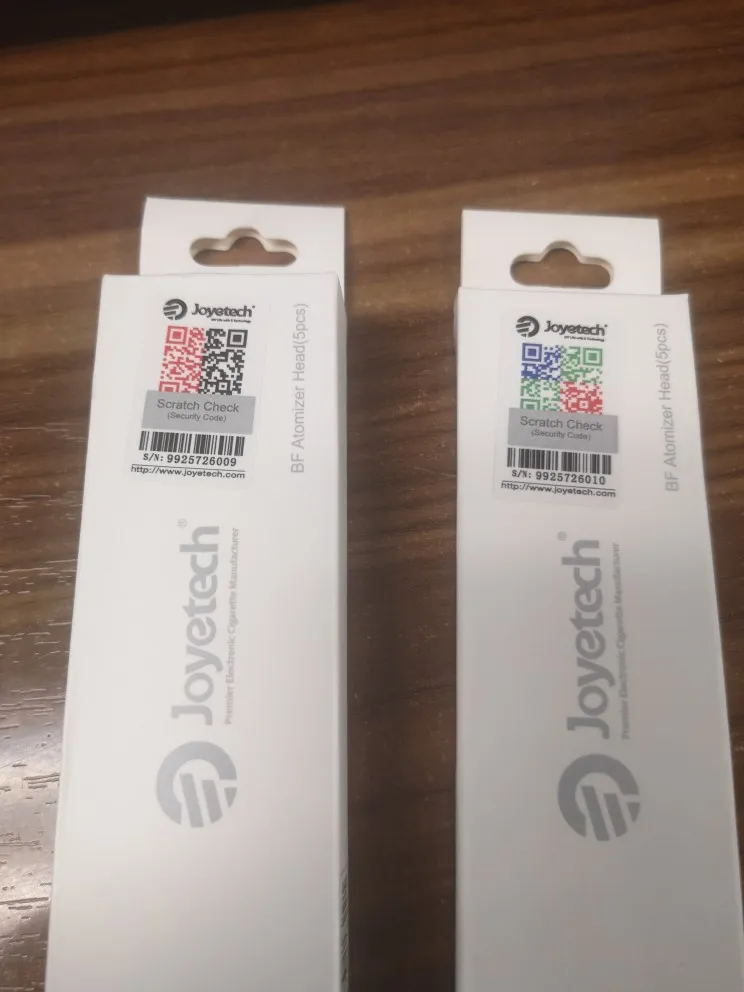 Joyetech®
Scratch Check
(Security Code)
S/N: 9925726009
http://www.joyetech.com
BF Atomizer Head(5pcs)
Joyetech®
Premier Electronic Cigarette Manufacturer
Joyetech®
Scratch Check
(Security Code)
S/N: 9925726010
http://www.joyetech.com
BF Atomizer Head(5pcs)
Joyetech®
Premier Electronic Cigarette Manufacturer